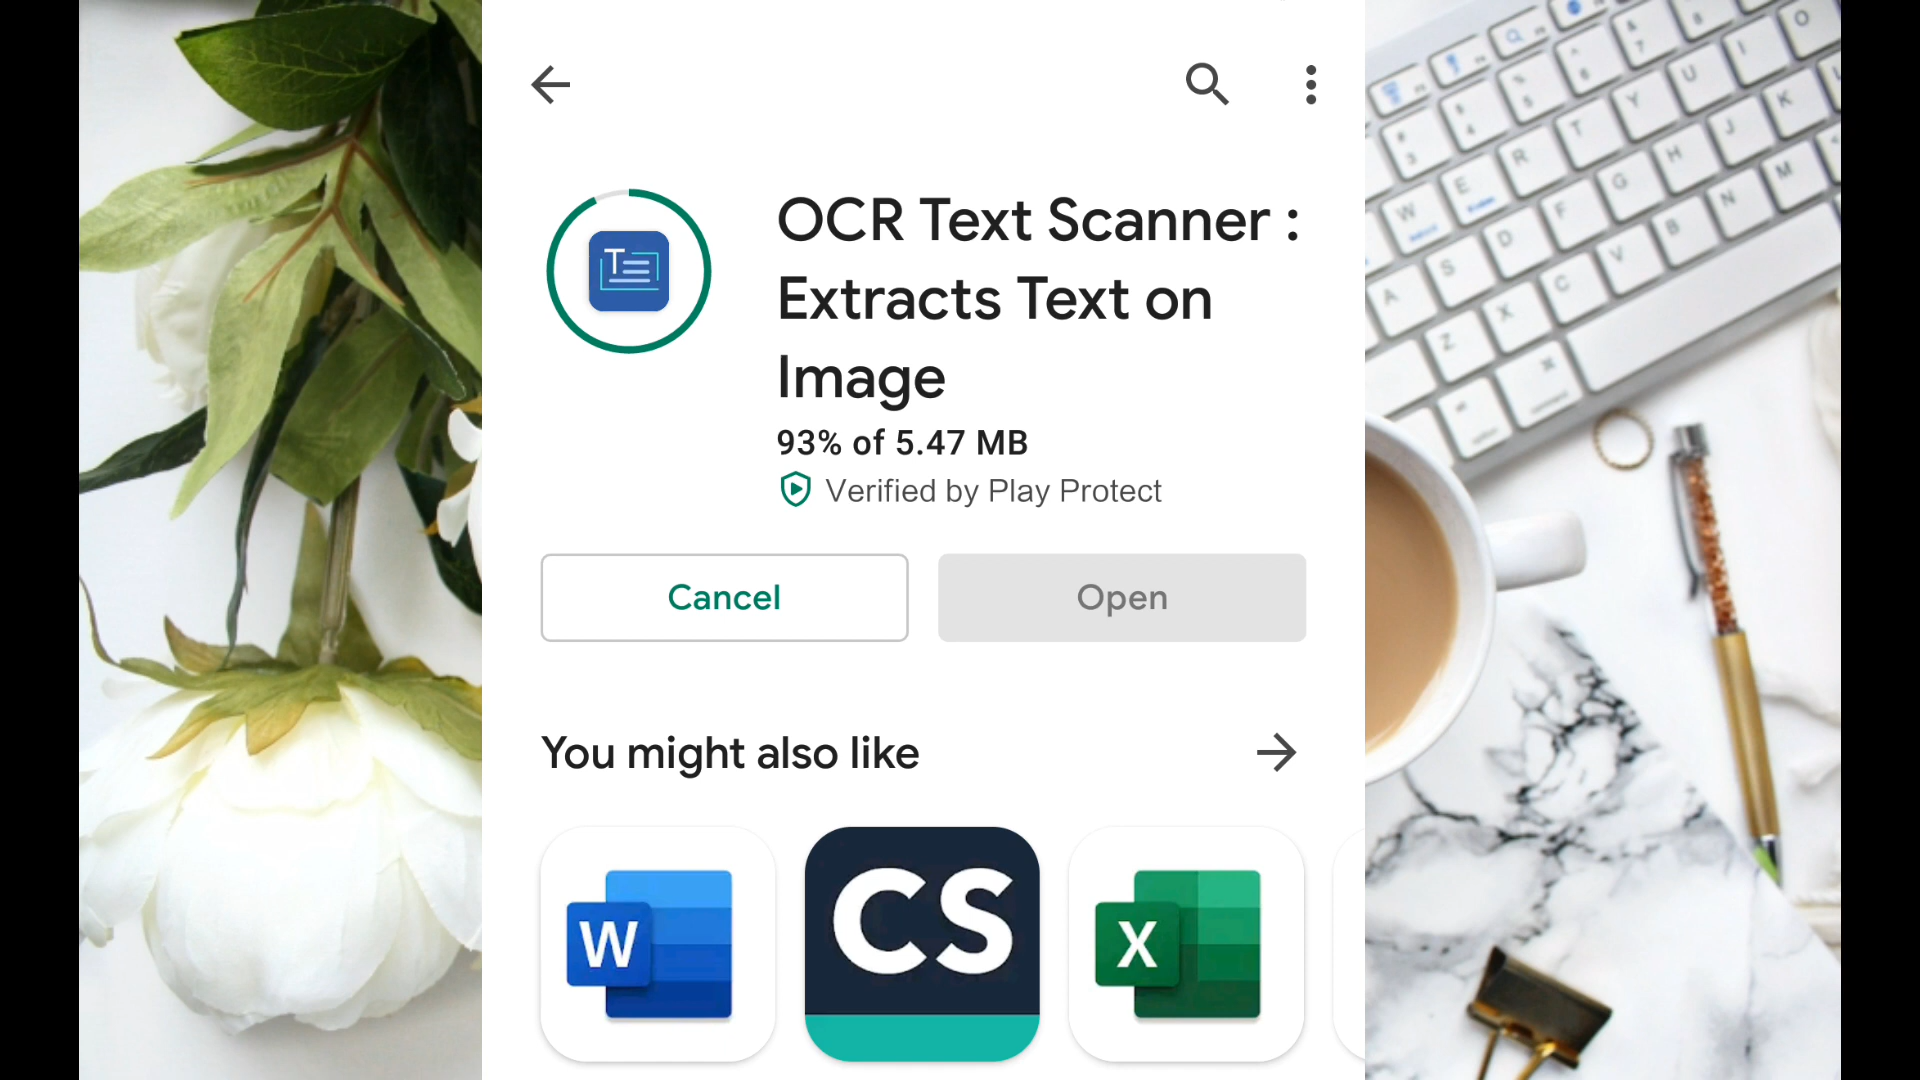 OCR Text Scanner :
Extracts Text on
Image
93% of 5.47 MB
Verified by Play Protect
Cancel
Open
You might also like
W
CS
X